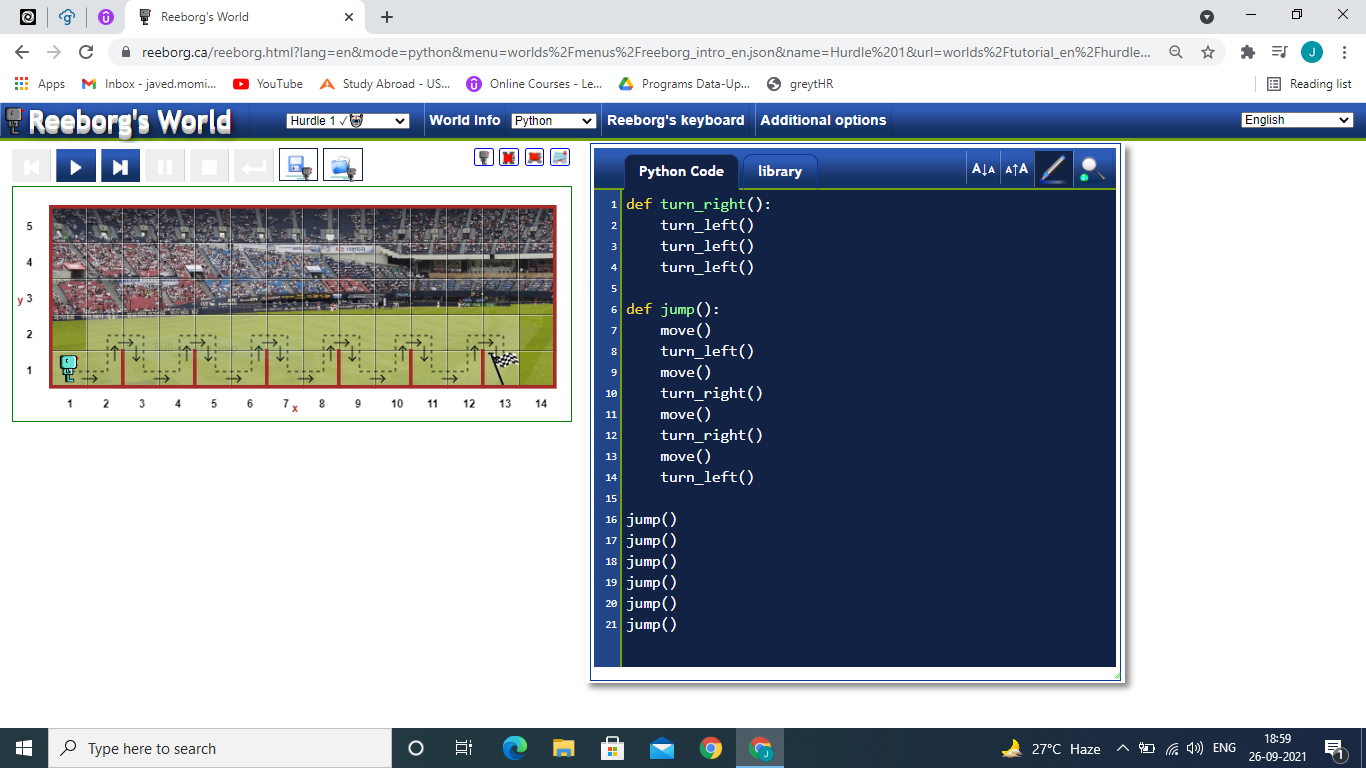 Reeborg's World
reeborg.ca/reeborg.html?lang=en&mode=python&menu=worlds%2Fmenus%2Freeborg_intro_en.json&name=Hurdle%201&url=worlds%2Ftutorial_en%2Fhurdle...
J
Apps
Inbox - javed.momi...
YouTube
Study Abroad - US...
Online Courses - Le...
Programs Data-Up...
greytHR
Reading list
Reeborg's World
Hurdle 1 ✓
World Info
Python
Reeborg's keyboard
Additional options
English
Python Code
library
A↓A
A↑A
5
4
y 3
2
1
1 2 3 4 5 6 7 x 8 9 10 11 12 13 14
1 def turn_right():
2     turn_left()
3     turn_left()
4     turn_left()
5
6 def jump():
7     move()
8     turn_left()
9     move()
10     turn_right()
11     move()
12     turn_right()
13     move()
14     turn_left()
15
16 jump()
17 jump()
18 jump()
19 jump()
20 jump()
21 jump()
Type here to search
J
27°C Haze
ENG
18:59
26-09-2021
1